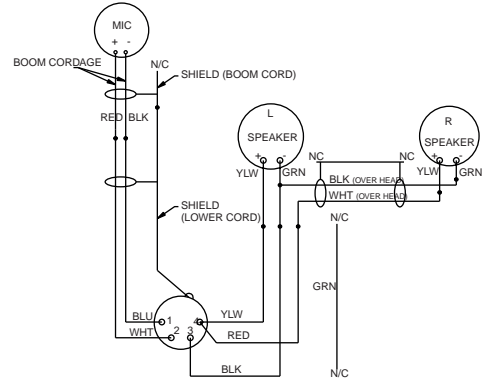 MIC
+ -
BOOM CORDAGE
N/C
SHIELD (BOOM CORD)
RED BLK
L
SPEAKER
+ -
YLW GRN
R
SPEAKER
+ -
YLW GRN
NC NC
BLK (OVER HEAD)
WHT (OVER HEAD)
SHIELD
(LOWER CORD)
N/C
GRN
BLU 1 4 YLW
WHT 2 3 RED
BLK
N/C